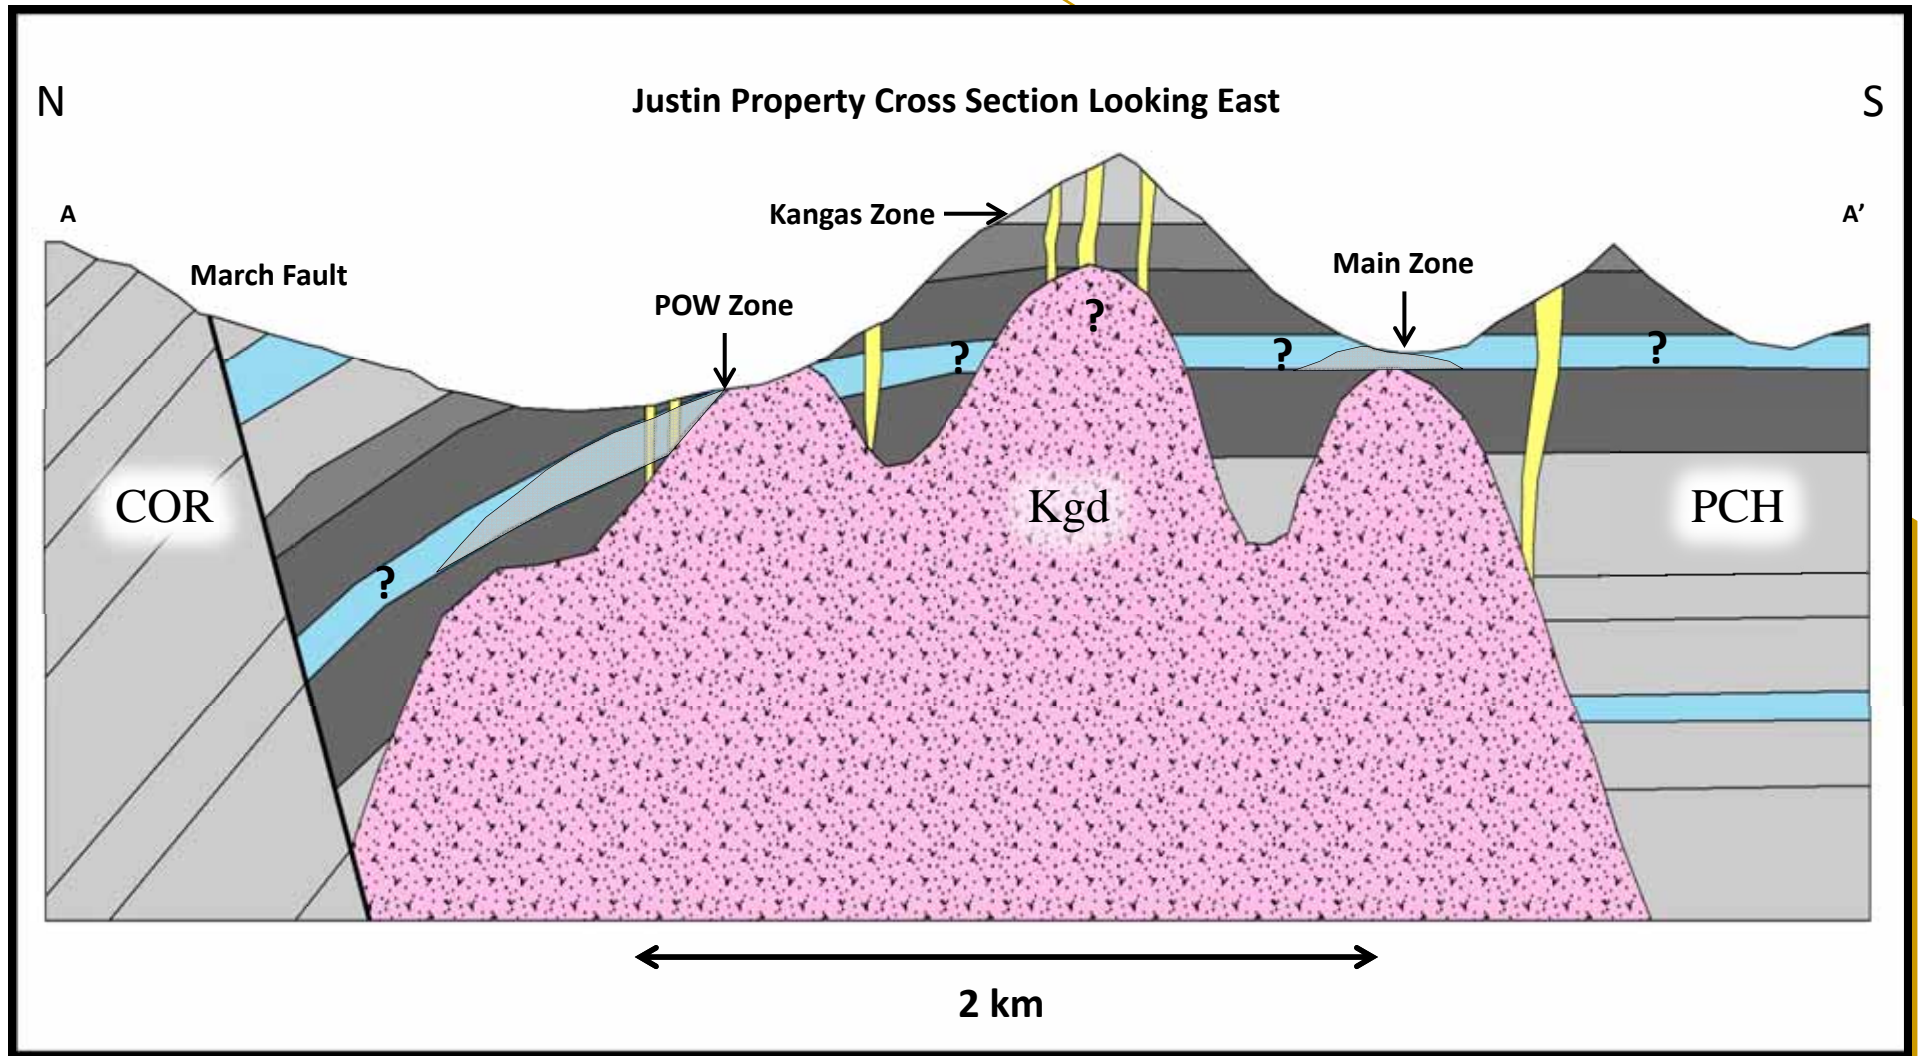 N
Justin Property Cross Section Looking East
S
A
Kangas Zone
A’
March Fault
Main Zone
POW Zone
?
?
?
?
COR
Kgd
PCH
?
2 km